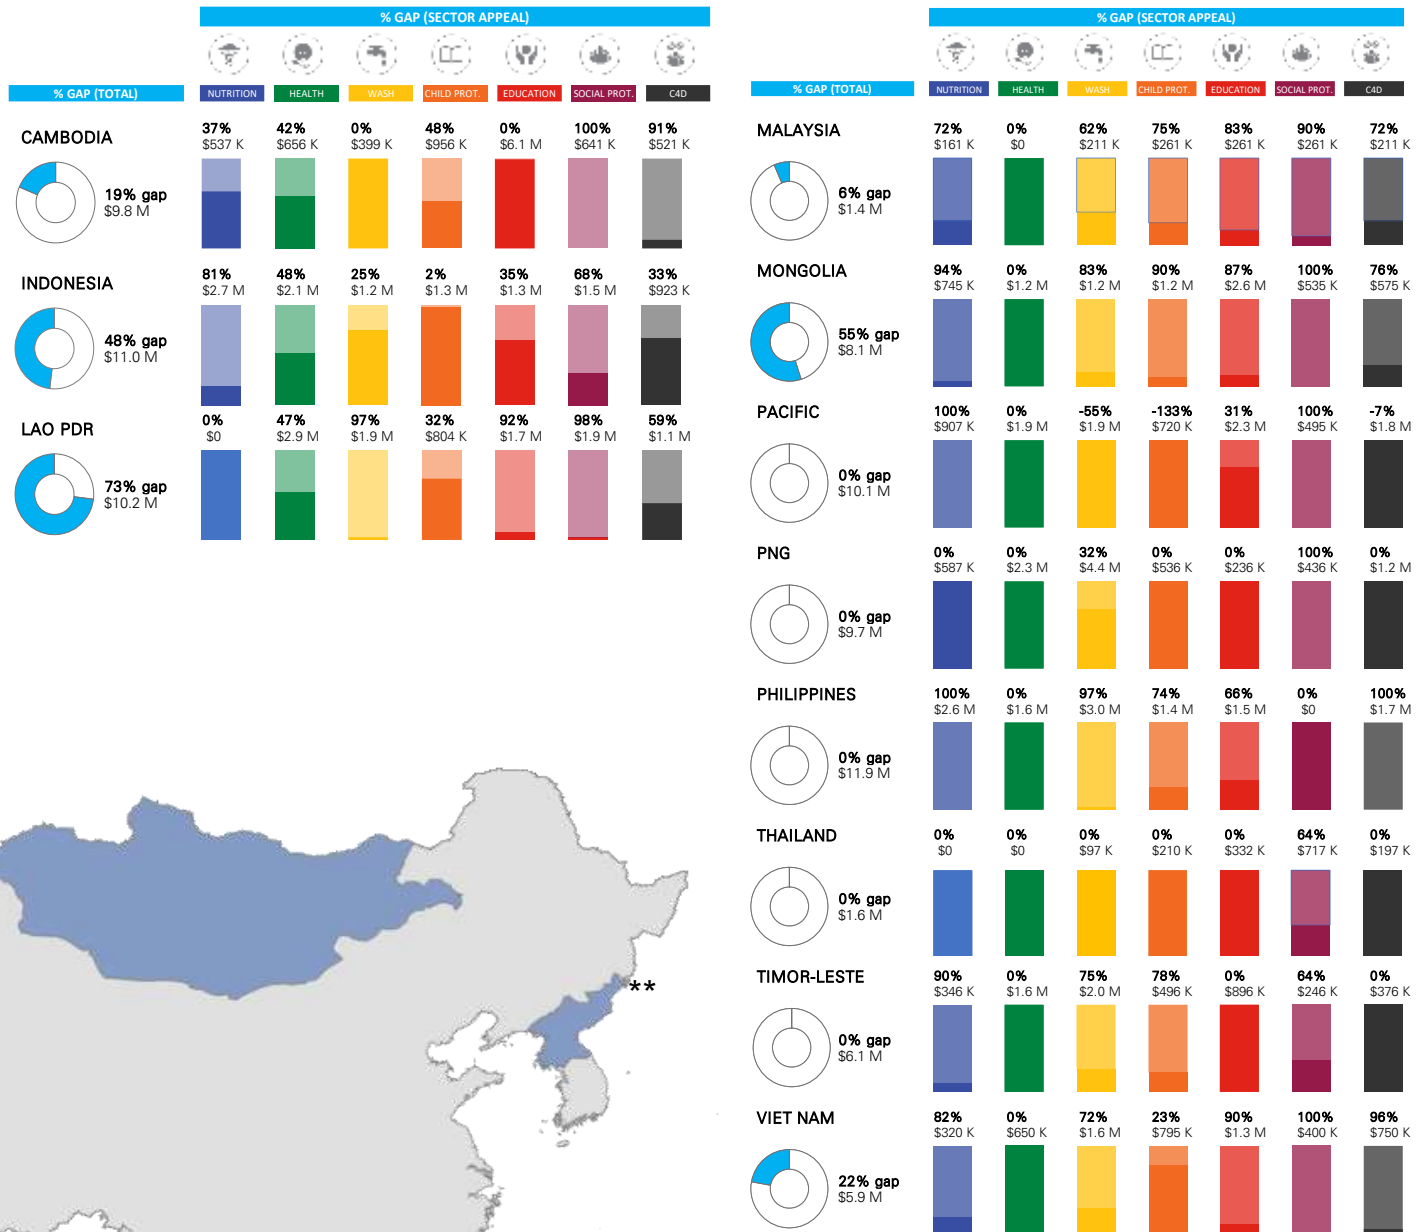 % GAP (SECTOR APPEAL)
% GAP (TOTAL) NUTRITION HEALTH WASH CHILD PROT. EDUCATION SOCIAL PROT. C4D
CAMBODIA 37% 42% 0% 48% 0% 100% 91%
$537 K $656 K $399 K $956 K $6.1 M $641 K $521 K
19% gap
$9.8 M
INDONESIA 81% 48% 25% 2% 35% 68% 33%
$2.7 M $2.1 M $1.2 M $1.3 M $1.3 M $1.5 M $923 K
48% gap
$11.0 M
LAO PDR 0% 47% 97% 32% 92% 98% 59%
$0 $2.9 M $1.9 M $804 K $1.7 M $1.9 M $1.1 M
73% gap
$10.2 M
**
% GAP (SECTOR APPEAL)
% GAP (TOTAL) NUTRITION HEALTH WASH CHILD PROT. EDUCATION SOCIAL PROT. C4D
MALAYSIA 72% 0% 62% 75% 83% 90% 72%
$161 K $0 $211 K $261 K $261 K $261 K $211 K
6% gap
$1.4 M
MONGOLIA 94% 0% 83% 90% 87% 100% 76%
$745 K $1.2 M $1.2 M $1.2 M $2.6 M $535 K $575 K
55% gap
$8.1 M
PACIFIC 100% 0% -55% -133% 31% 100% -7%
$907 K $1.9 M $1.9 M $720 K $2.3 M $495 K $1.8 M
0% gap
$10.1 M
PNG 0% 0% 32% 0% 0% 100% 0%
$587 K $2.3 M $4.4 M $536 K $236 K $436 K $1.2 M
0% gap
$9.7 M
PHILIPPINES 100% 0% 97% 74% 66% 0% 100%
$2.6 M $1.6 M $3.0 M $1.4 M $1.5 M $0 $1.7 M
0% gap
$11.9 M
THAILAND 0% 0% 0% 0% 0% 64% 0%
$0 $0 $97 K $210 K $332 K $717 K $197 K
0% gap
$1.6 M
TIMOR-LESTE 90% 0% 75% 78% 0% 64% 0%
$346 K $1.6 M $2.0 M $496 K $896 K $246 K $376 K
0% gap
$6.1 M
VIET NAM 82% 0% 72% 23% 90% 100% 96%
$320 K $650 K $1.6 M $795 K $1.3 M $400 K $750 K
22% gap
$5.9 M